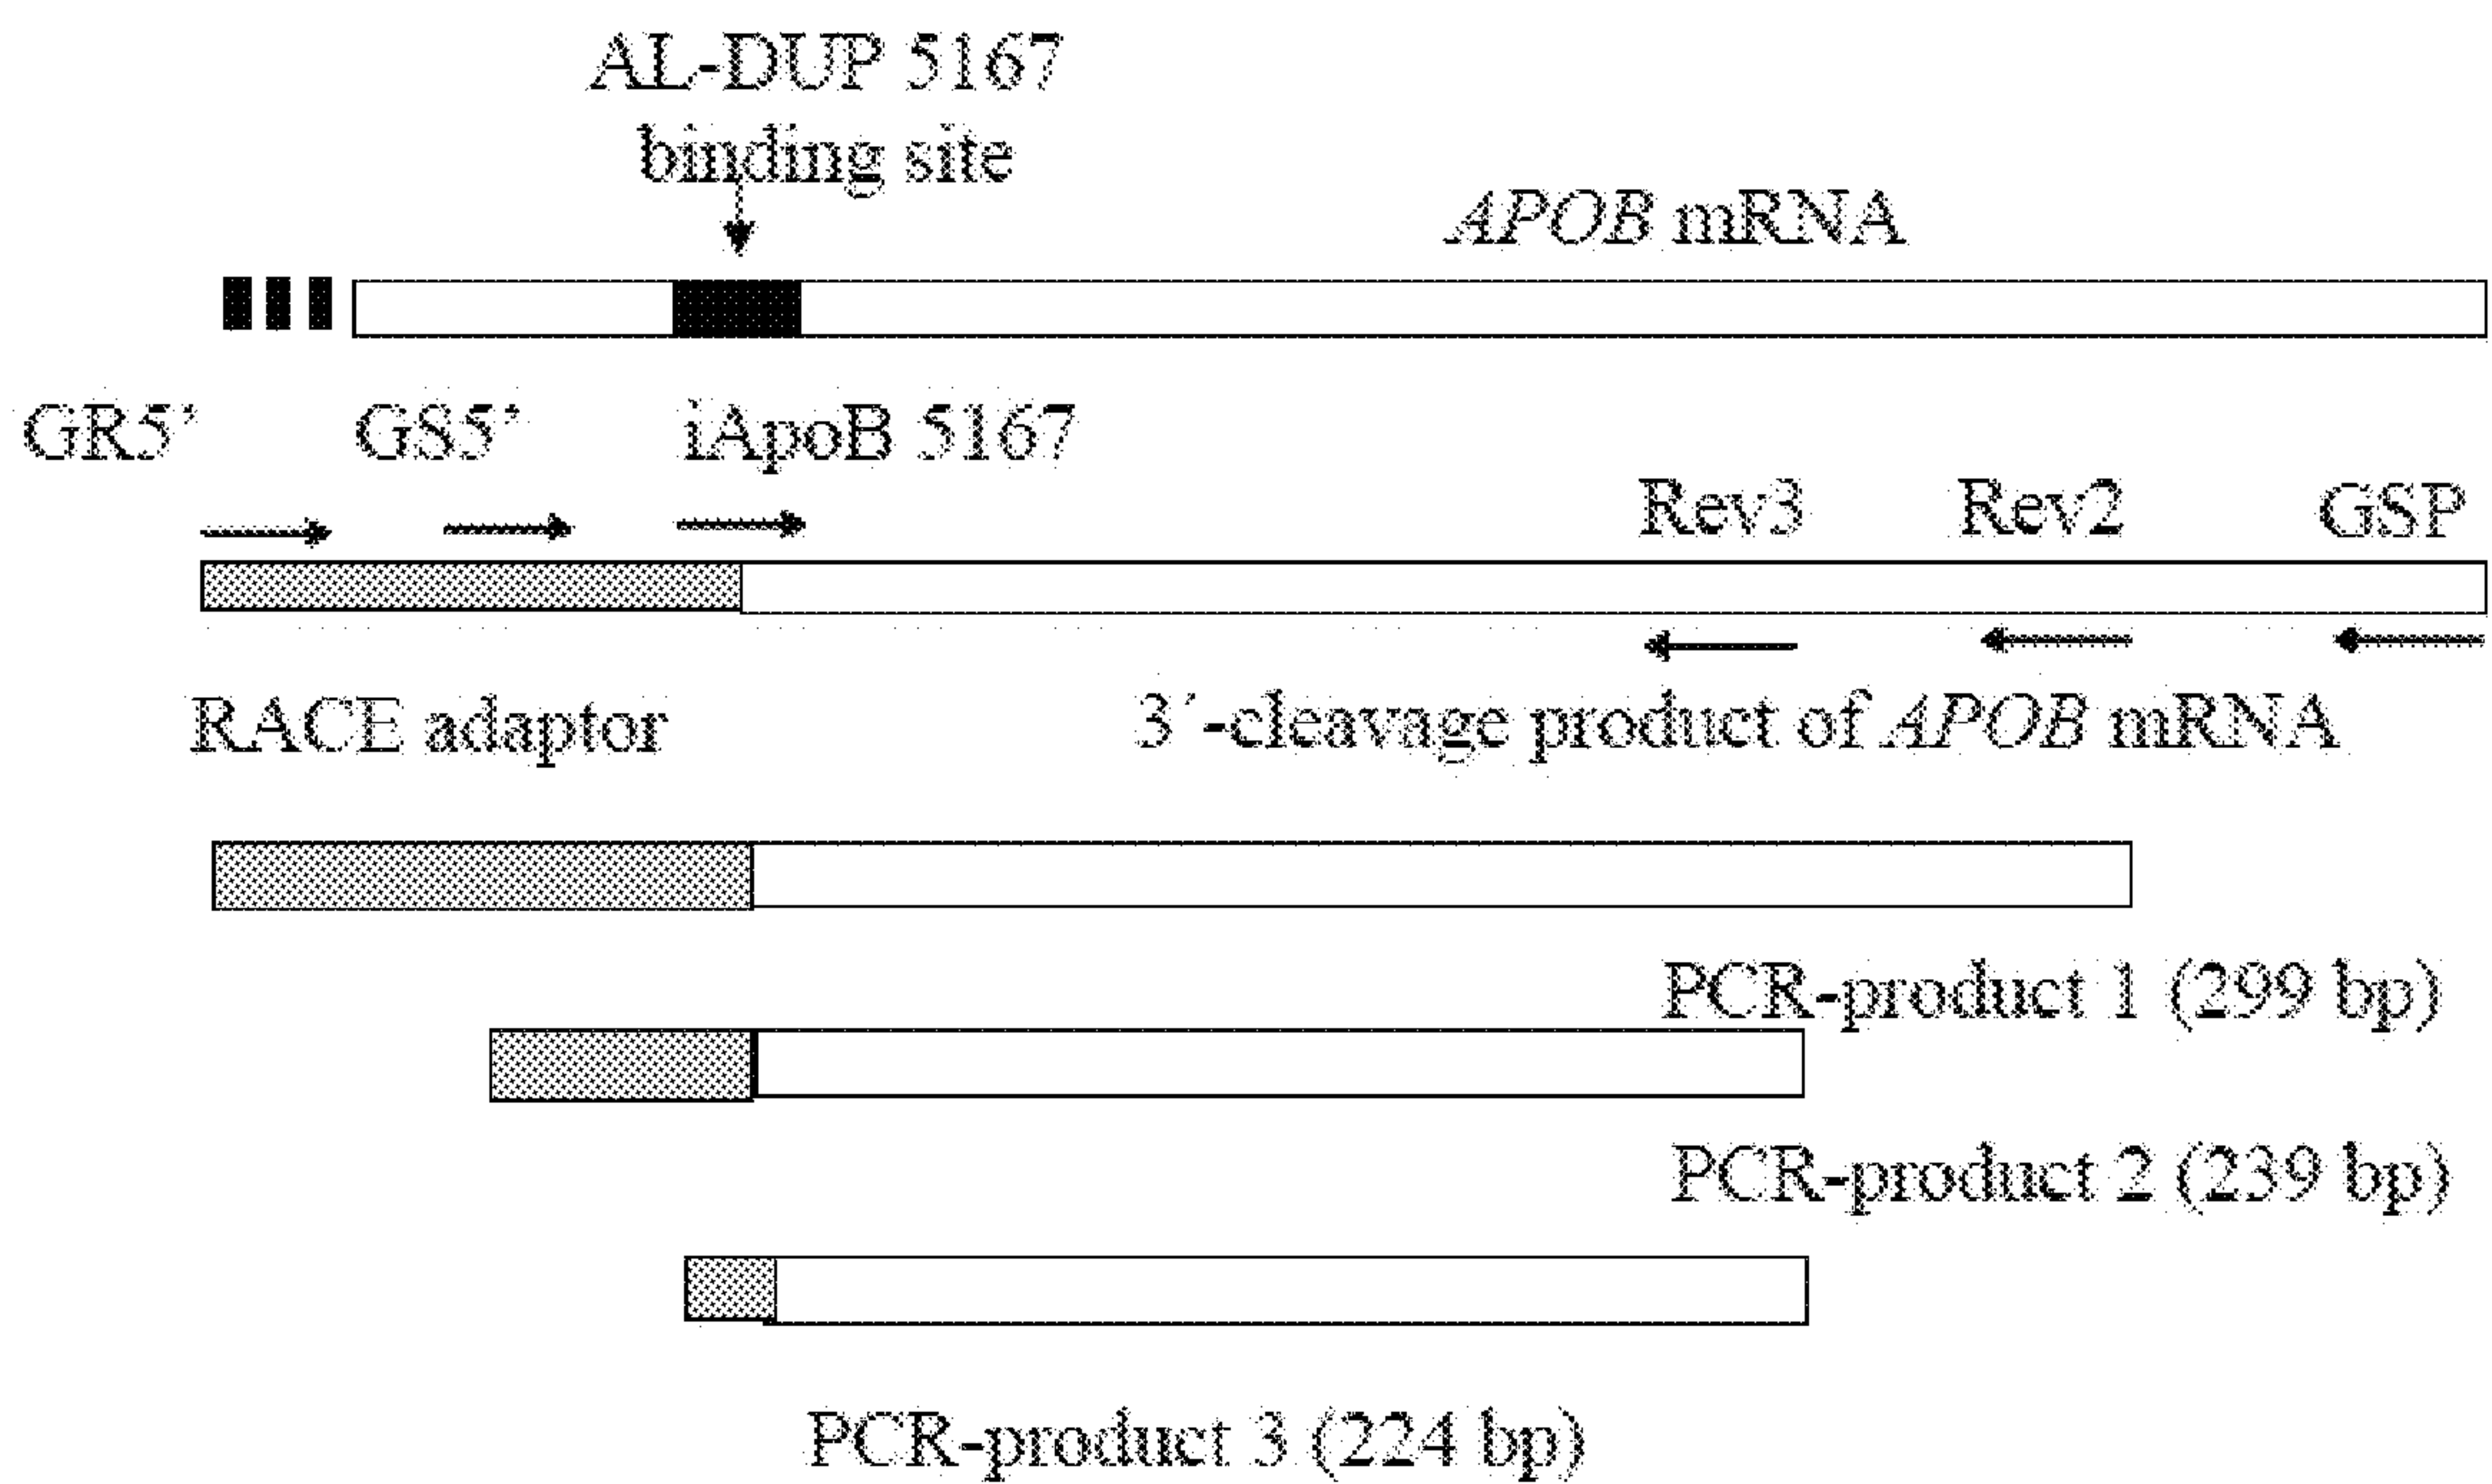 AL-DUP 5167
binding site
APOB mRNA
GR5’ GS5’ iApoB 5167
Rev3 Rev2 GSP
RACE adaptor 3´-cleavage product of APOB mRNA
PCR-product 1 (299 bp)
PCR-product 2 (239 bp)
PCR-product 3 (224 bp)